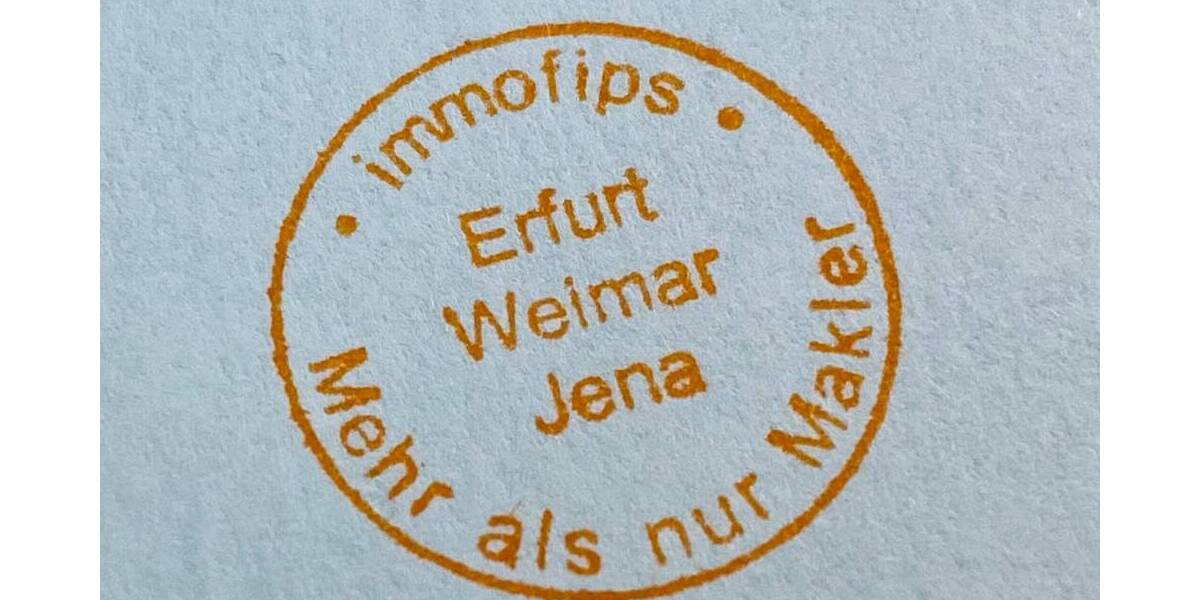 • immofips •
Erfurt
Weimar
Jena
Mehr als nur Makler